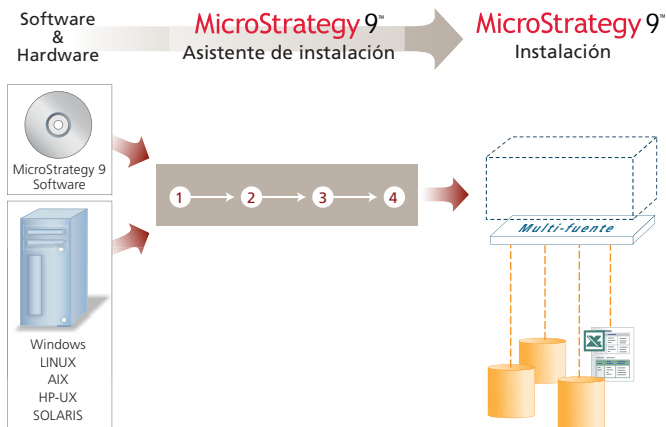 Software
&
Hardware
MicroStrategy 9™
Asistente de instalación
MicroStrategy 9™
Instalación
MicroStrategy 9
Software
1 2 3 4
Multi-fuente
Windows
LINUX
AIX
HP-UX
SOLARIS
X